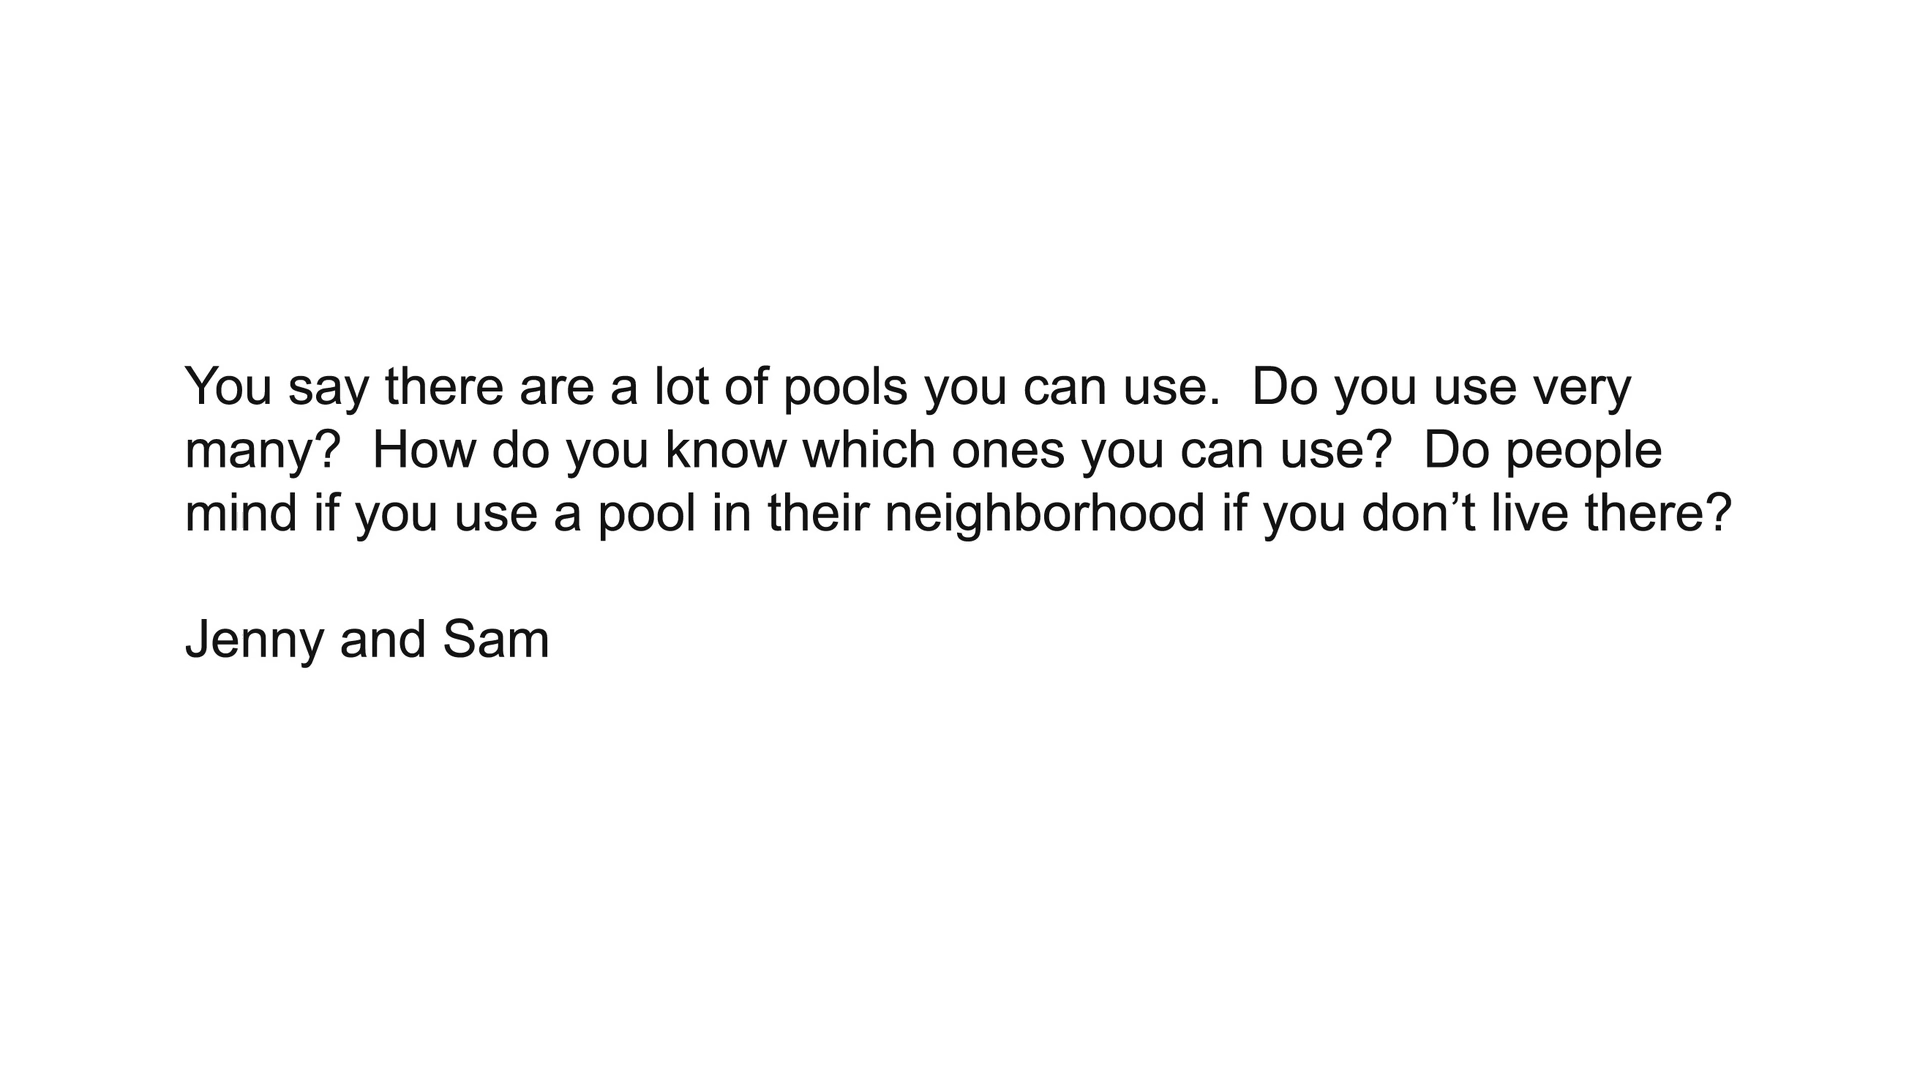 You say there are a lot of pools you can use.  Do you use very
many?  How do you know which ones you can use?  Do people
mind if you use a pool in their neighborhood if you don’t live there?

Jenny and Sam